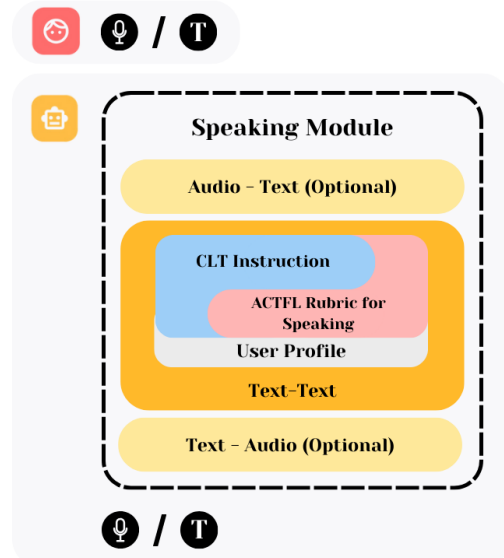 / T
Speaking Module
Audio - Text (Optional)
CLT Instruction
ACTFL Rubric for
Speaking
User Profile
Text-Text
Text - Audio (Optional)
/ T